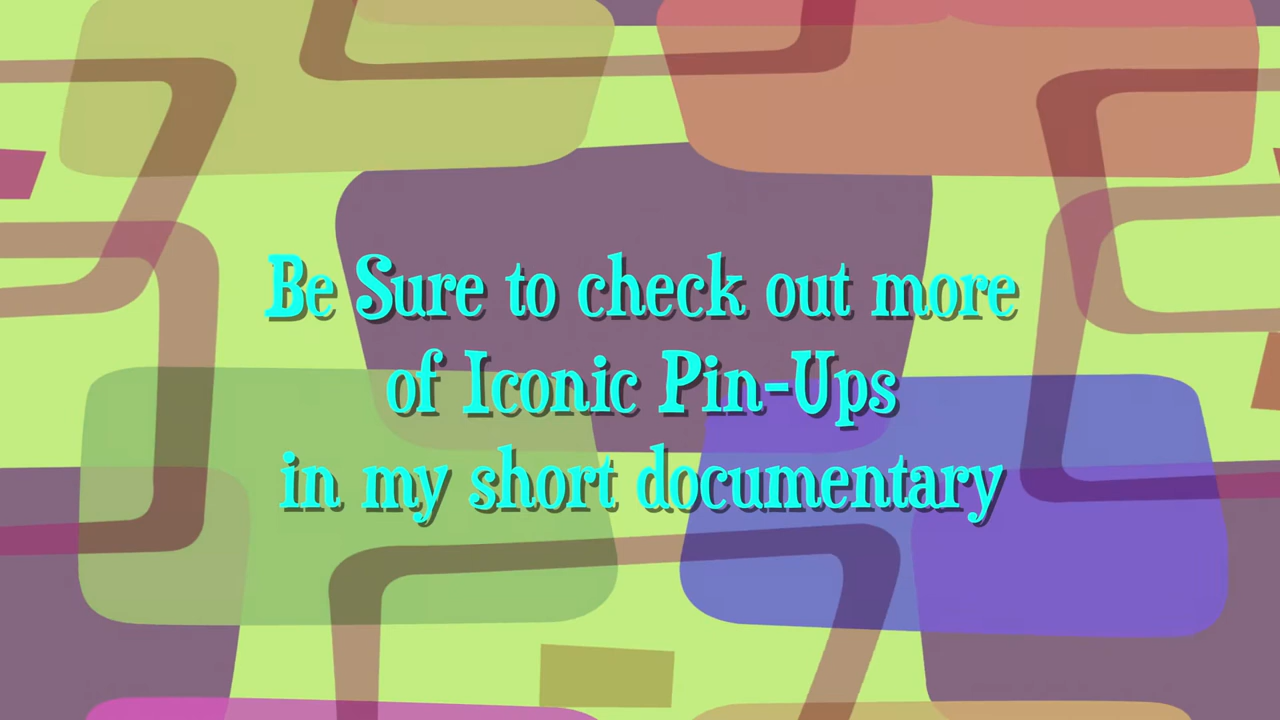 Be Sure to check out more
of Iconic Pin-Ups
in my short documentary